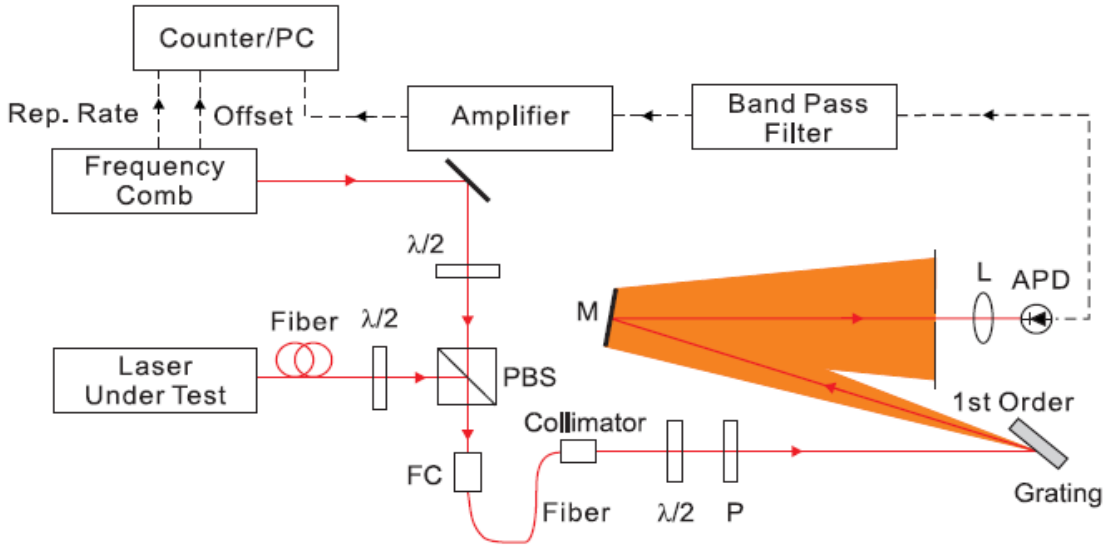 Counter/PC
Rep. Rate
Offset
Amplifier
Band Pass
Filter
Frequency
Comb
λ/2
L
APD
M
Fiber
λ/2
Laser
Under Test
PBS
1st Order
Collimator
FC
Fiber
λ/2
P
Grating